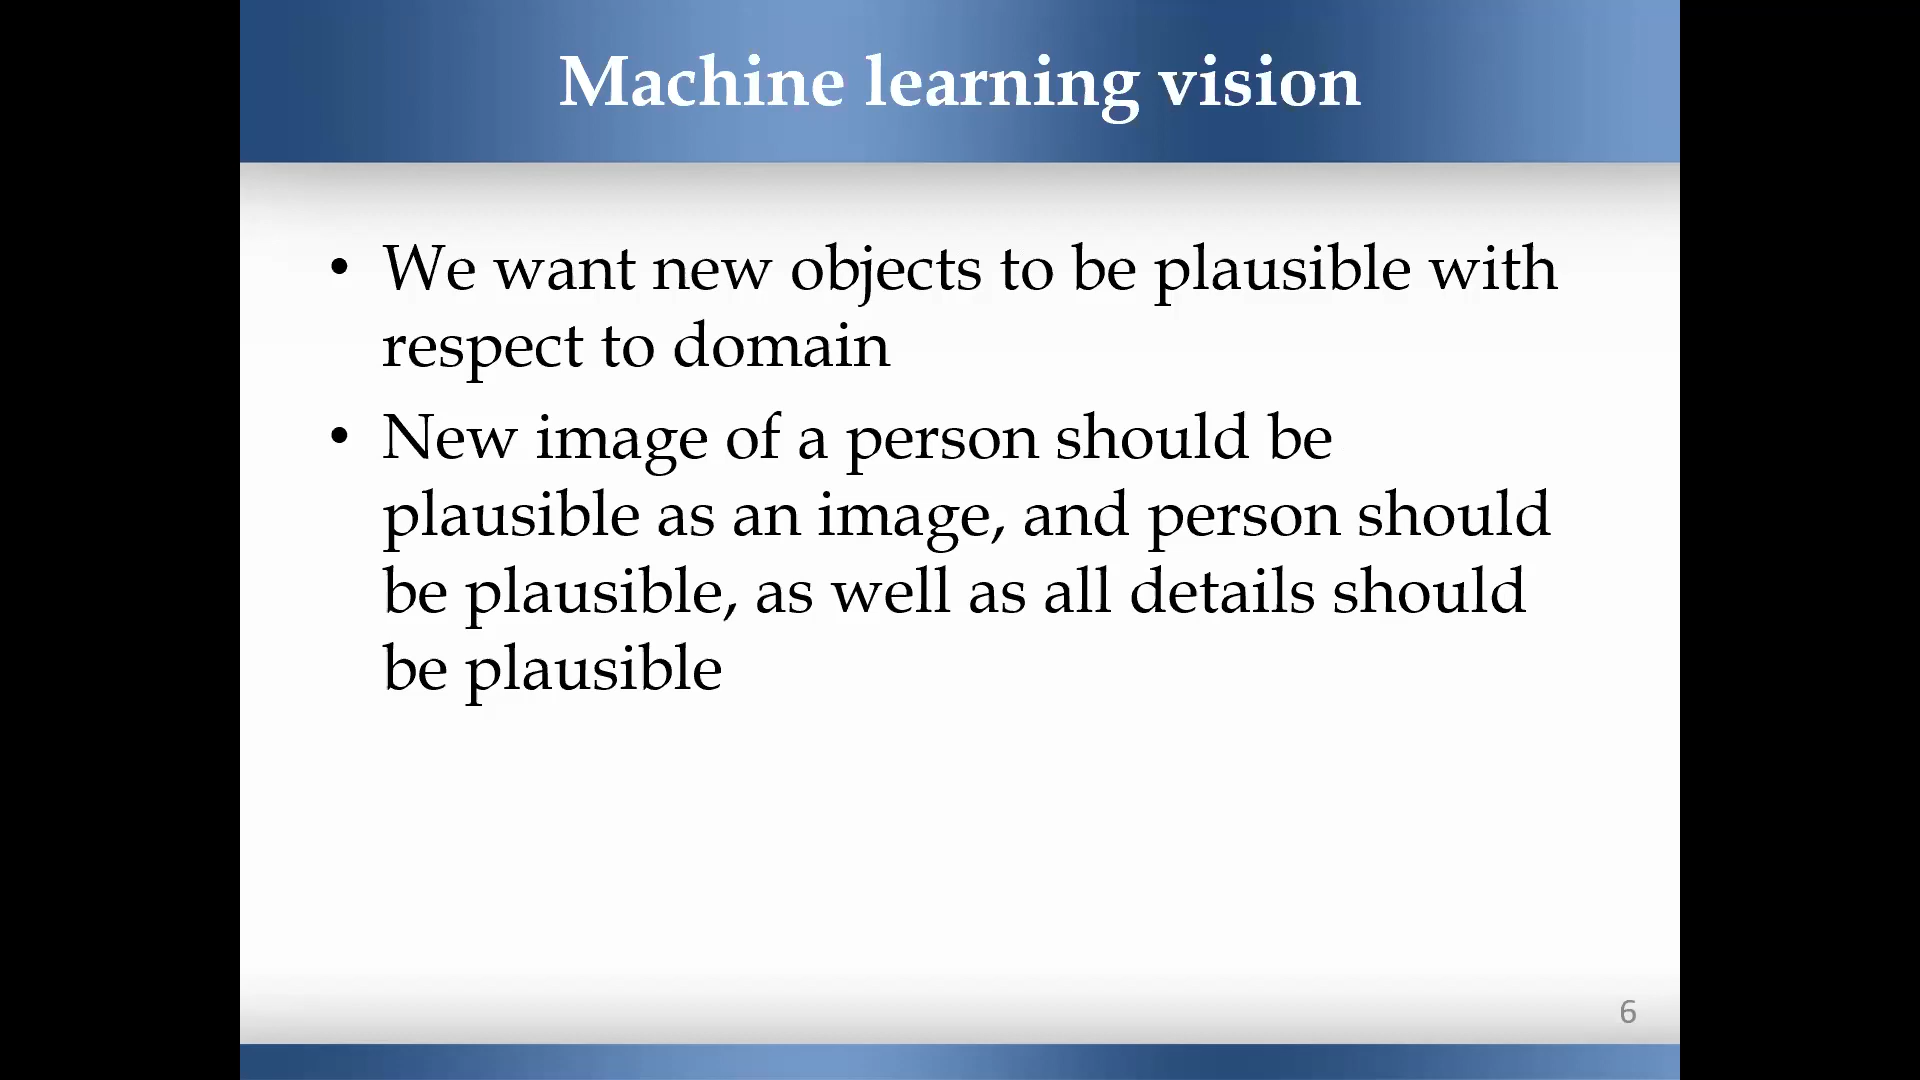 Machine learning vision
• We want new objects to be plausible with
respect to domain
• New image of a person should be
plausible as an image, and person should
be plausible, as well as all details should
be plausible
6